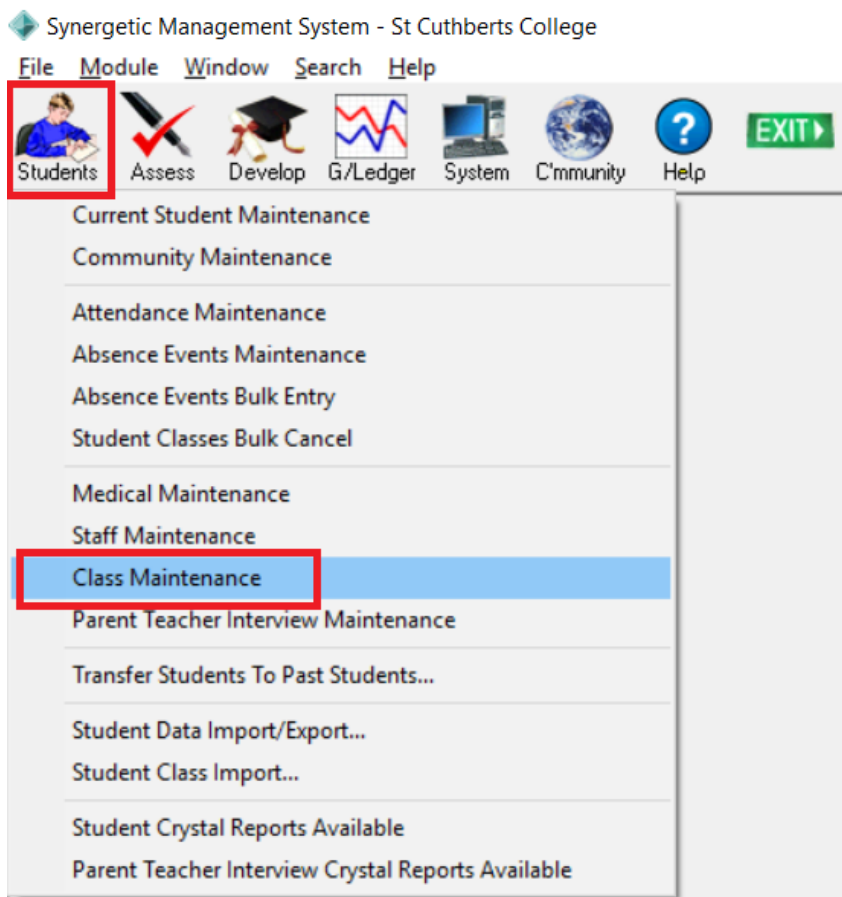 Synergetic Management System - St Cuthberts College
File Module Window Search Help
Students Assess Develop G/Ledger System C'mmunity Help EXIT
Current Student Maintenance
Community Maintenance
Attendance Maintenance
Absence Events Maintenance
Absence Events Bulk Entry
Student Classes Bulk Cancel
Medical Maintenance
Staff Maintenance
Class Maintenance
Parent Teacher Interview Maintenance
Transfer Students To Past Students...
Student Data Import/Export...
Student Class Import...
Student Crystal Reports Available
Parent Teacher Interview Crystal Reports Available